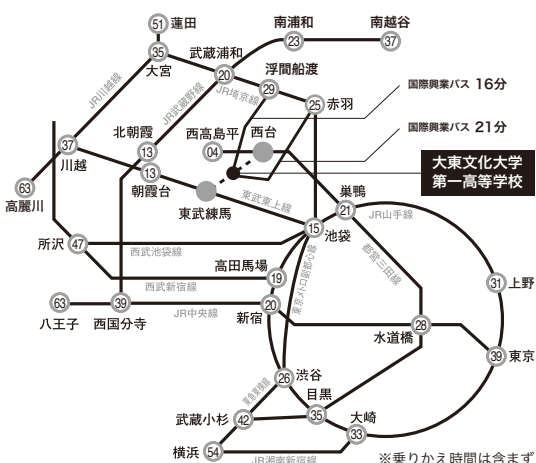 51 蓮田
南浦和
南越谷
35
大宮
武蔵浦和
23
37
20
浮間船渡
29
国際興業バス 16分
JR川越線
JR武蔵野線
JR埼京線
25 赤羽
北朝霞
西高島平
西台
国際興業バス 21分
37
川越
13
04
13
朝霞台
大東文化大学
第一高等学校
63
高麗川
東武練馬
東武東上線
巣鴨
21
JR山手線
15 池袋
所沢 47
西武池袋線
都営三田線
東京メトロ副都心線
高田馬場
19
西武新宿線
31 上野
63
八王子
39
西国分寺
JR中央線
新宿
20
水道橋
28
39 東京
26 渋谷
東急東横線
目黒
35
大崎
33
武蔵小杉 42
横浜 54
JR湘南新宿線
※乗りかえ時間は含まず